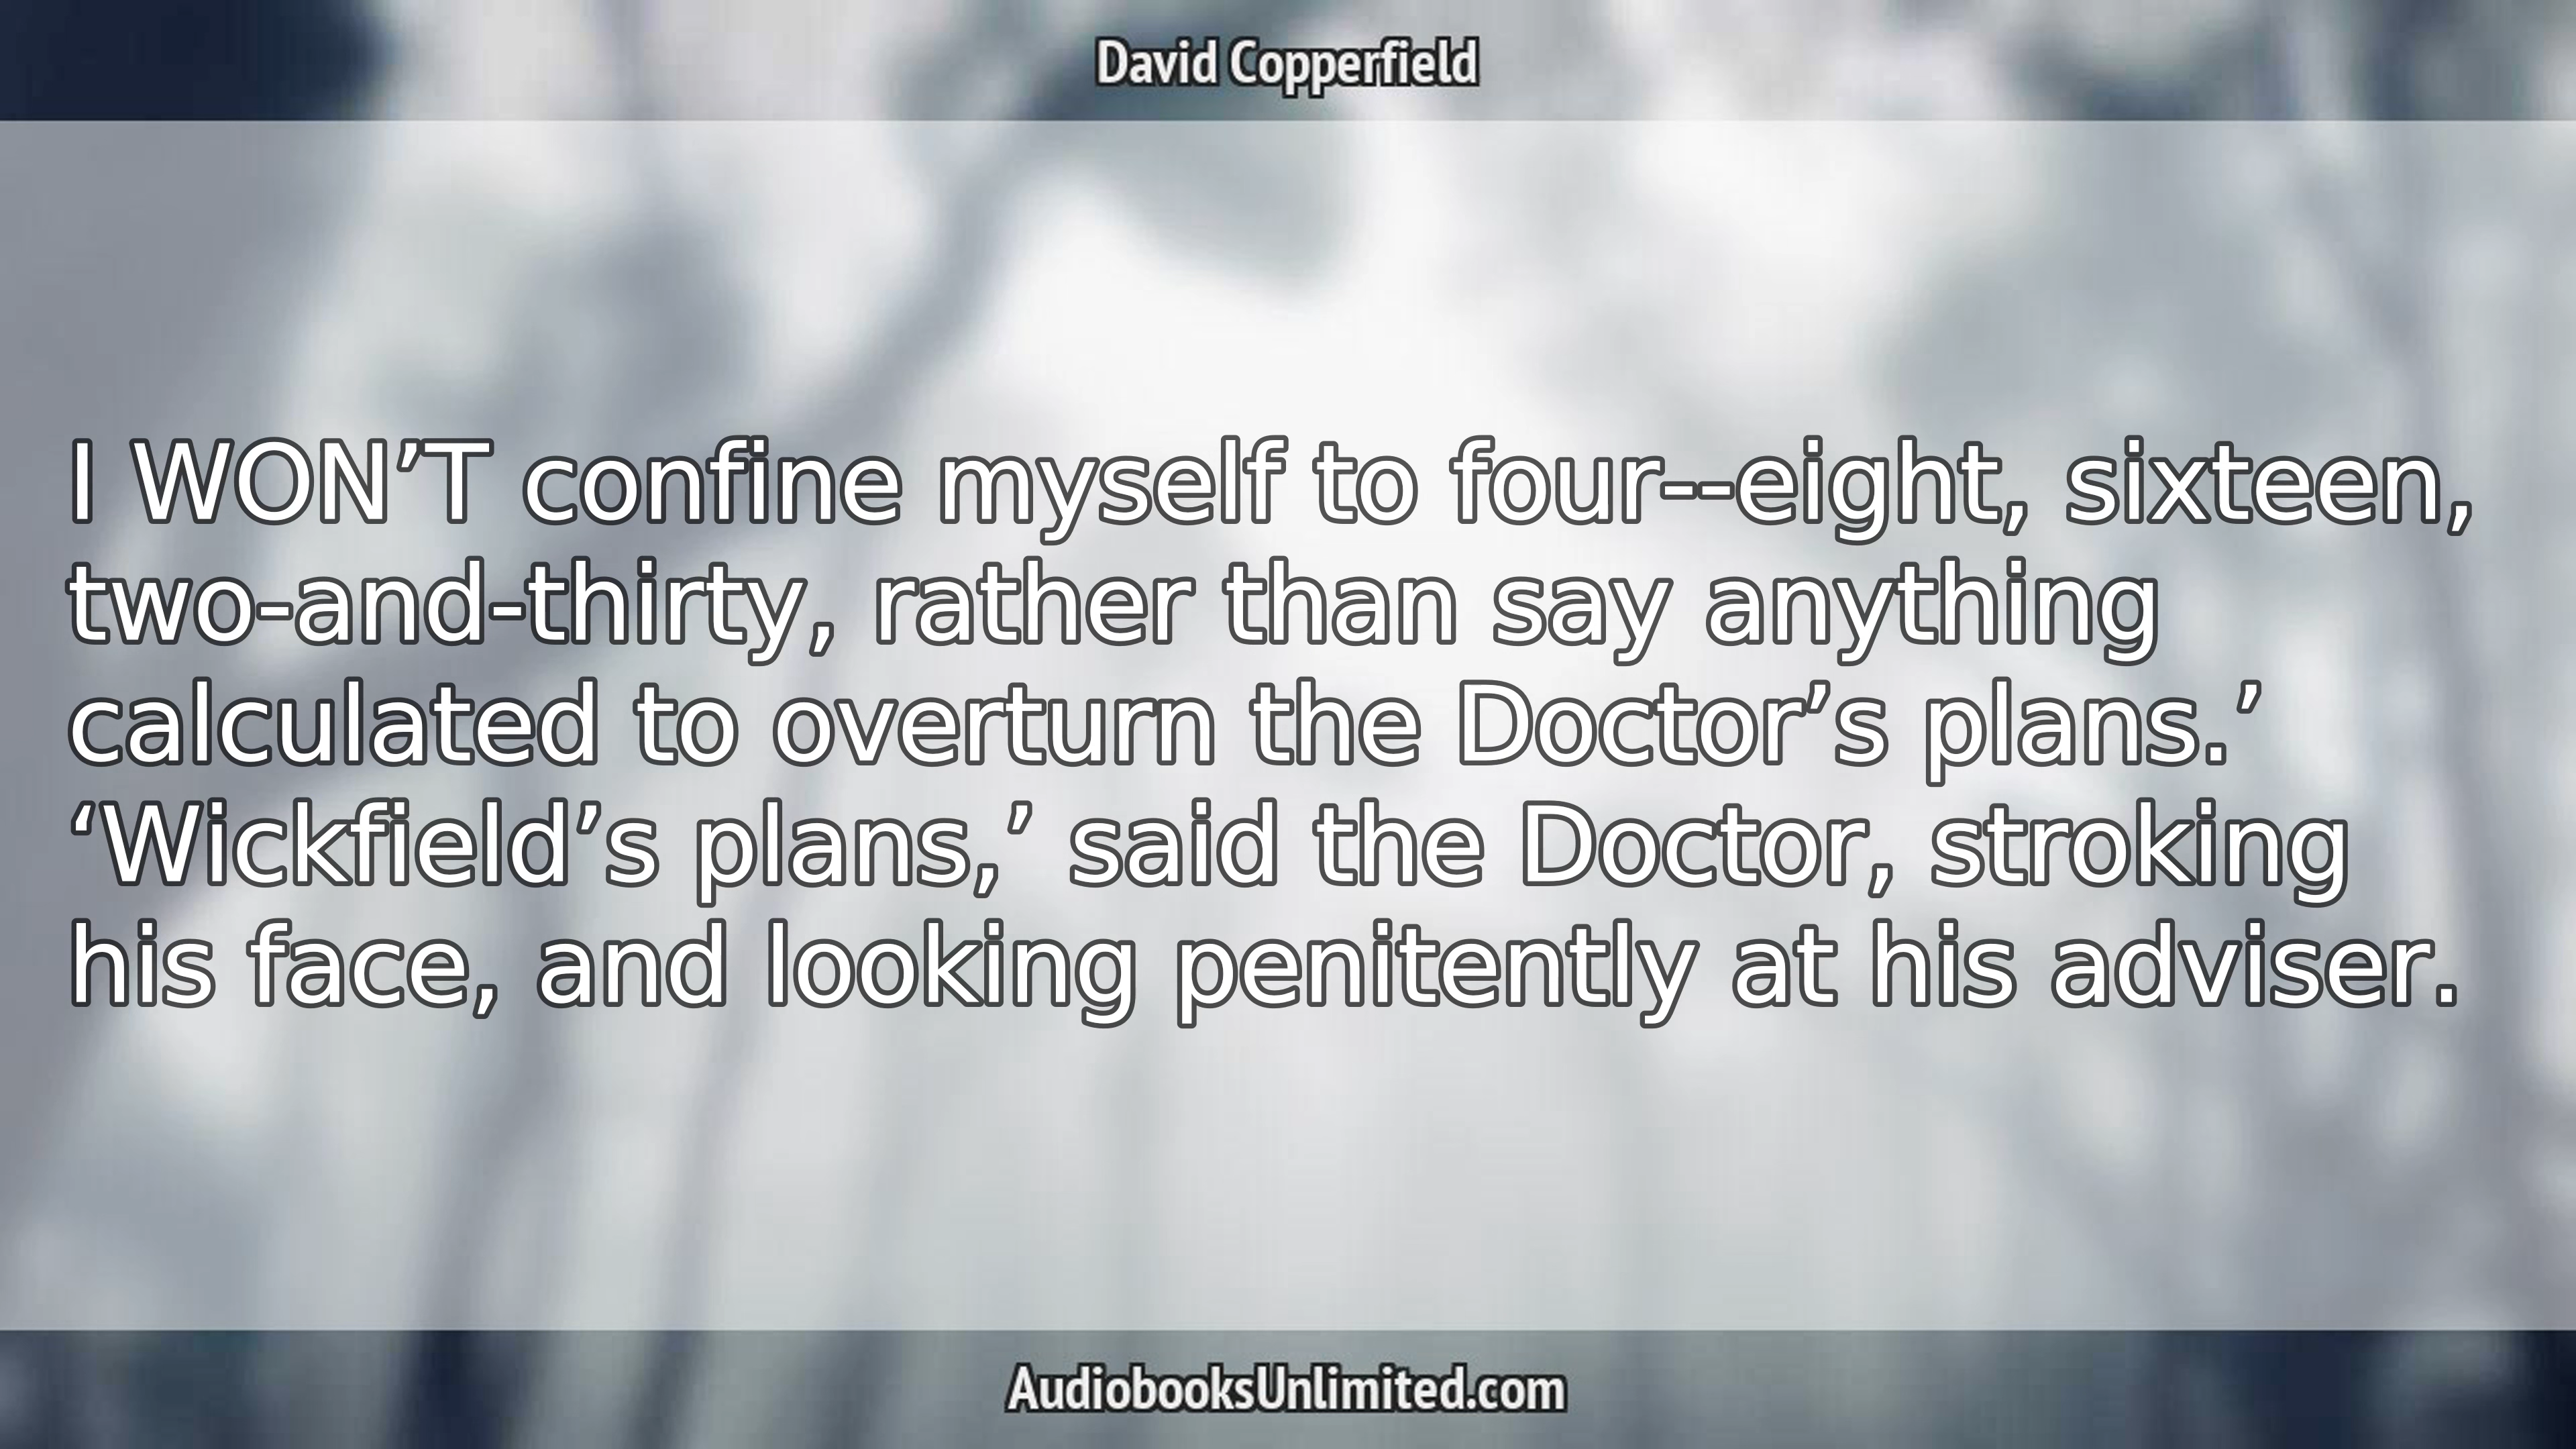 David Copperfield
I WON’T confine myself to four--eight, sixteen,
two-and-thirty, rather than say anything
calculated to overturn the Doctor’s plans.’
‘Wickfield’s plans,’ said the Doctor, stroking
his face, and looking penitently at his adviser.
AudiobooksUnlimited.com